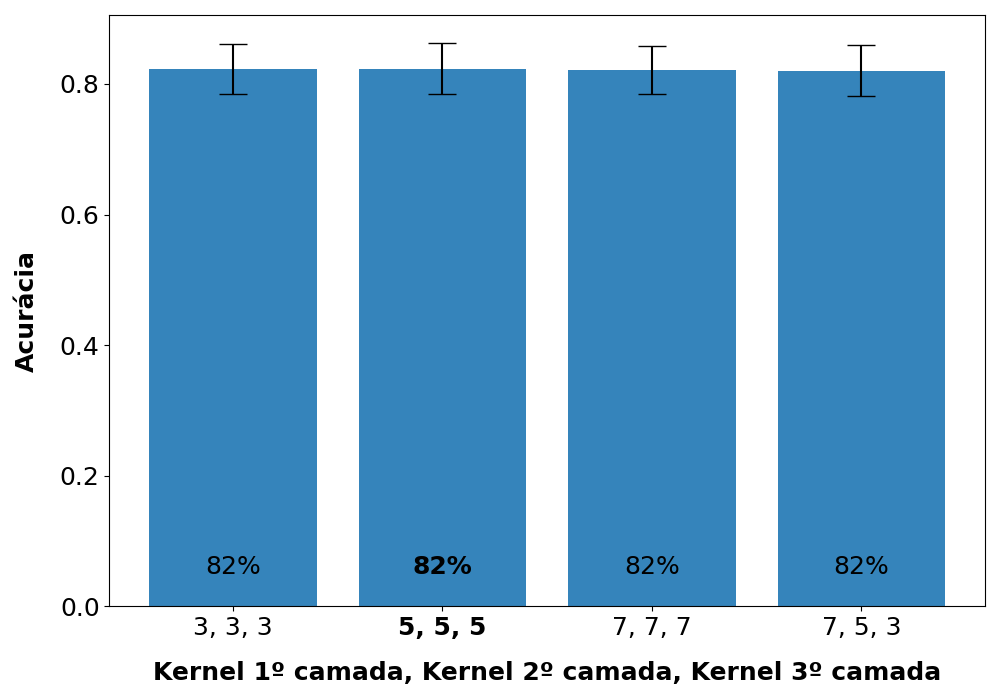 Acurácia
0.8
0.6
0.4
0.2
0.0
82% 82% 82% 82%
3, 3, 3 5, 5, 5 7, 7, 7 7, 5, 3
Kernel 1º camada, Kernel 2º camada, Kernel 3º camada